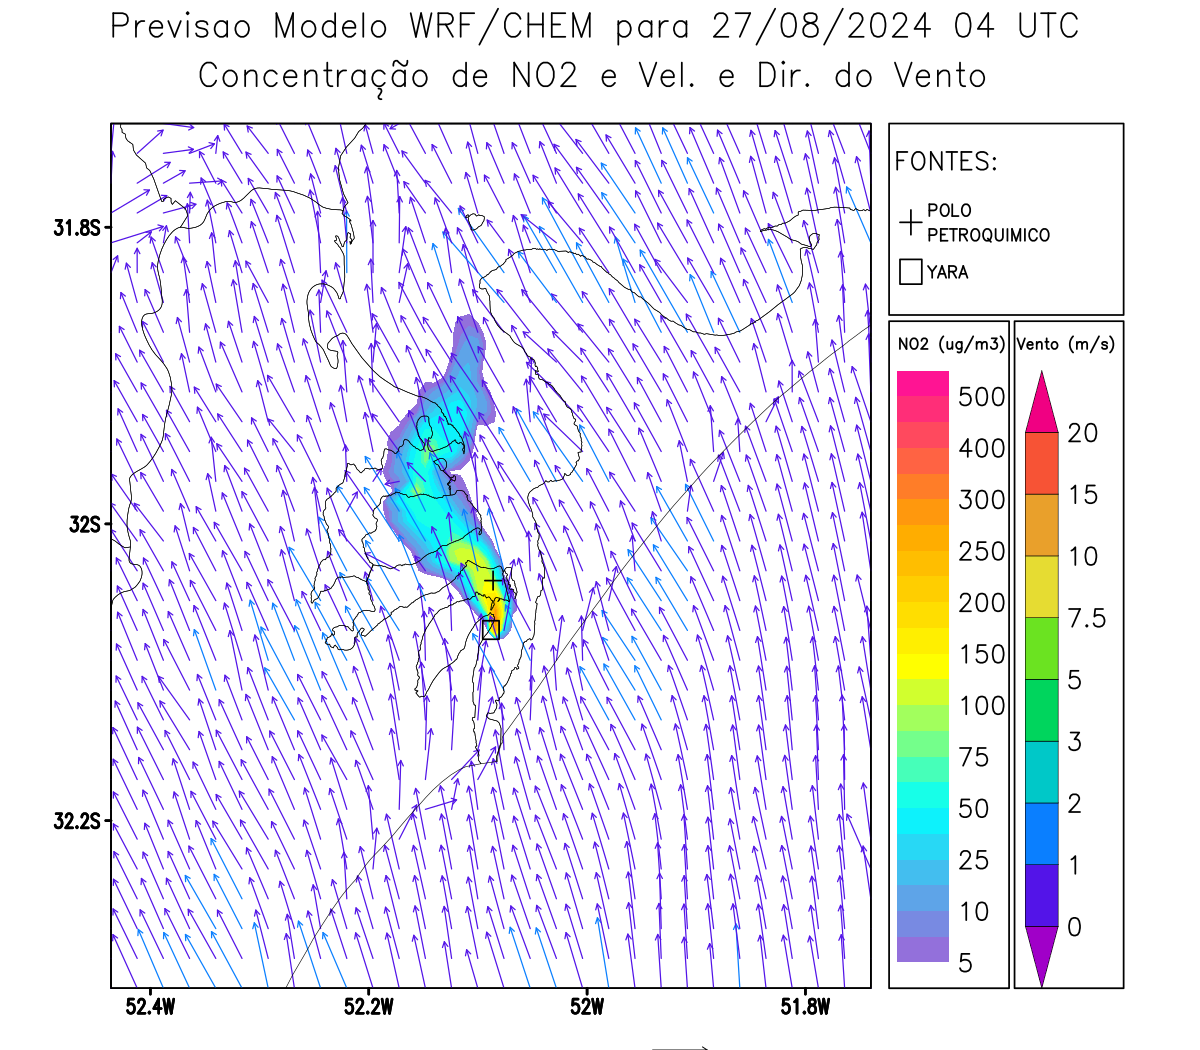 Previsao Modelo WRF/CHEM para 27/08/2024 04 UTC
Concentração de NO2 e Vel. e Dir. do Vento
FONTES:
POLO
PETROQUIMICO
YARA
31.8S
32S
32.2S
52.4W
52.2W
52W
51.8W
NO2 (ug/m3)
500
400
300
250
200
150
100
75
50
25
10
5
Vento (m/s)
20
15
10
7.5
5
3
2
1
0